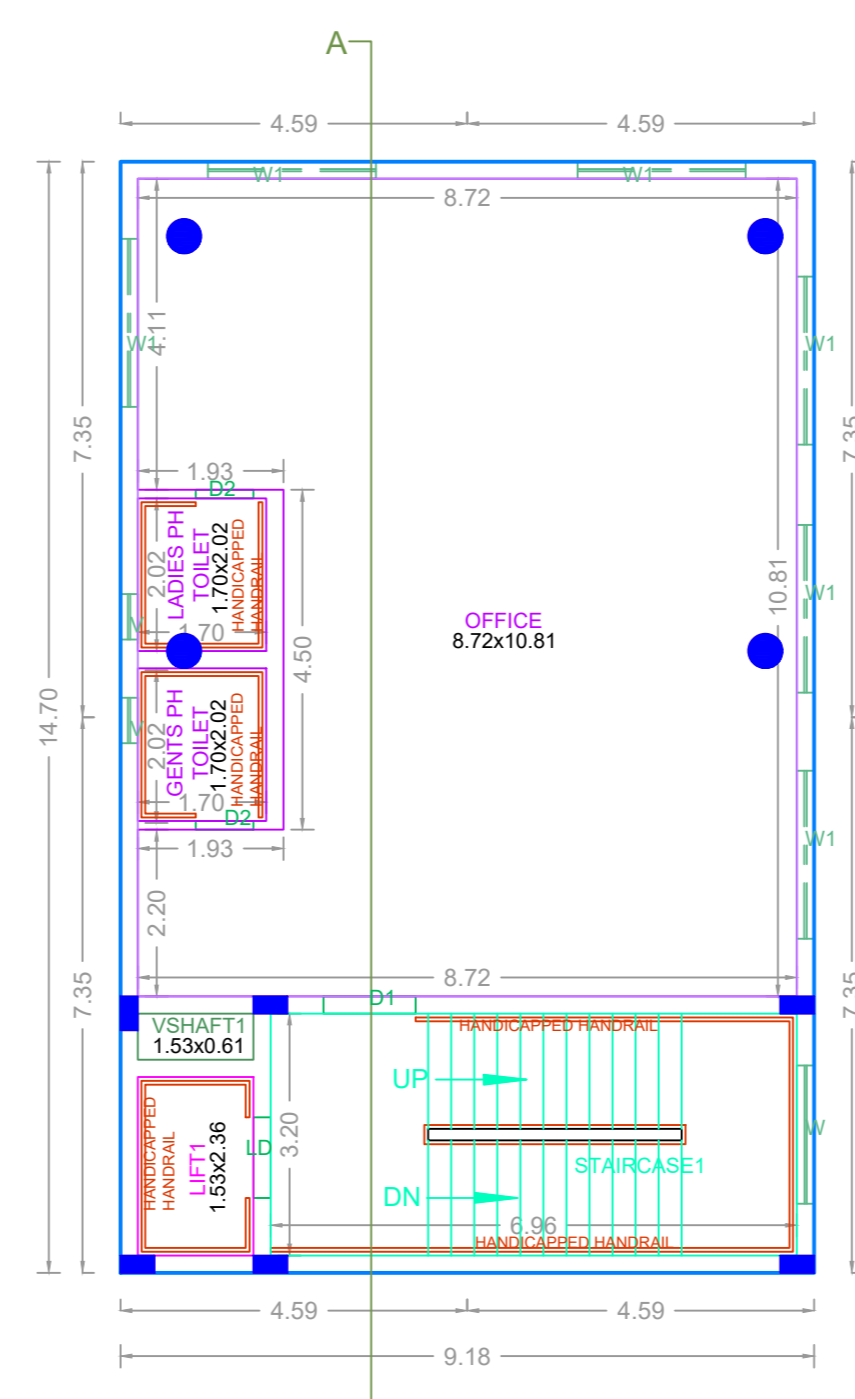 A
4.59
4.59
W1
W1
8.72
4.11
W1
W1
7.35
7.35
1.93
D2
LADIES PH
TOILET
1.70x2.02
HANDICAPPED
HANDRAIL
2.02
1.70
W1
10.81
OFFICE
8.72x10.81
4.50
14.70
GENTS PH
TOILET
1.70x2.02
HANDICAPPED
HANDRAIL
2.02
1.70
D2
1.93
W1
2.20
7.35
7.35
8.72
D1
VSHAFT1
1.53x0.61
HANDICAPPED HANDRAIL
UP
HANDICAPPED
HANDRAIL
LIFT1
1.53x2.36
LD
3.20
W
STAIRCASE1
DN
6.96
HANDICAPPED HANDRAIL
4.59
4.59
9.18